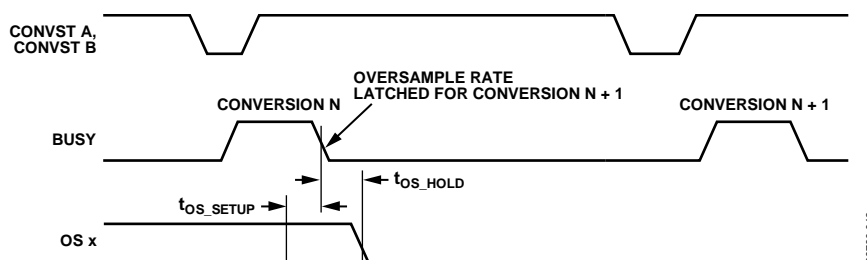 CONVST A,
CONVST B
OVERSAMPLE RATE
LATCHED FOR CONVERSION N + 1
CONVERSION N
CONVERSION N + 1
BUSY
tOS_HOLD
tOS_SETUP
OS x